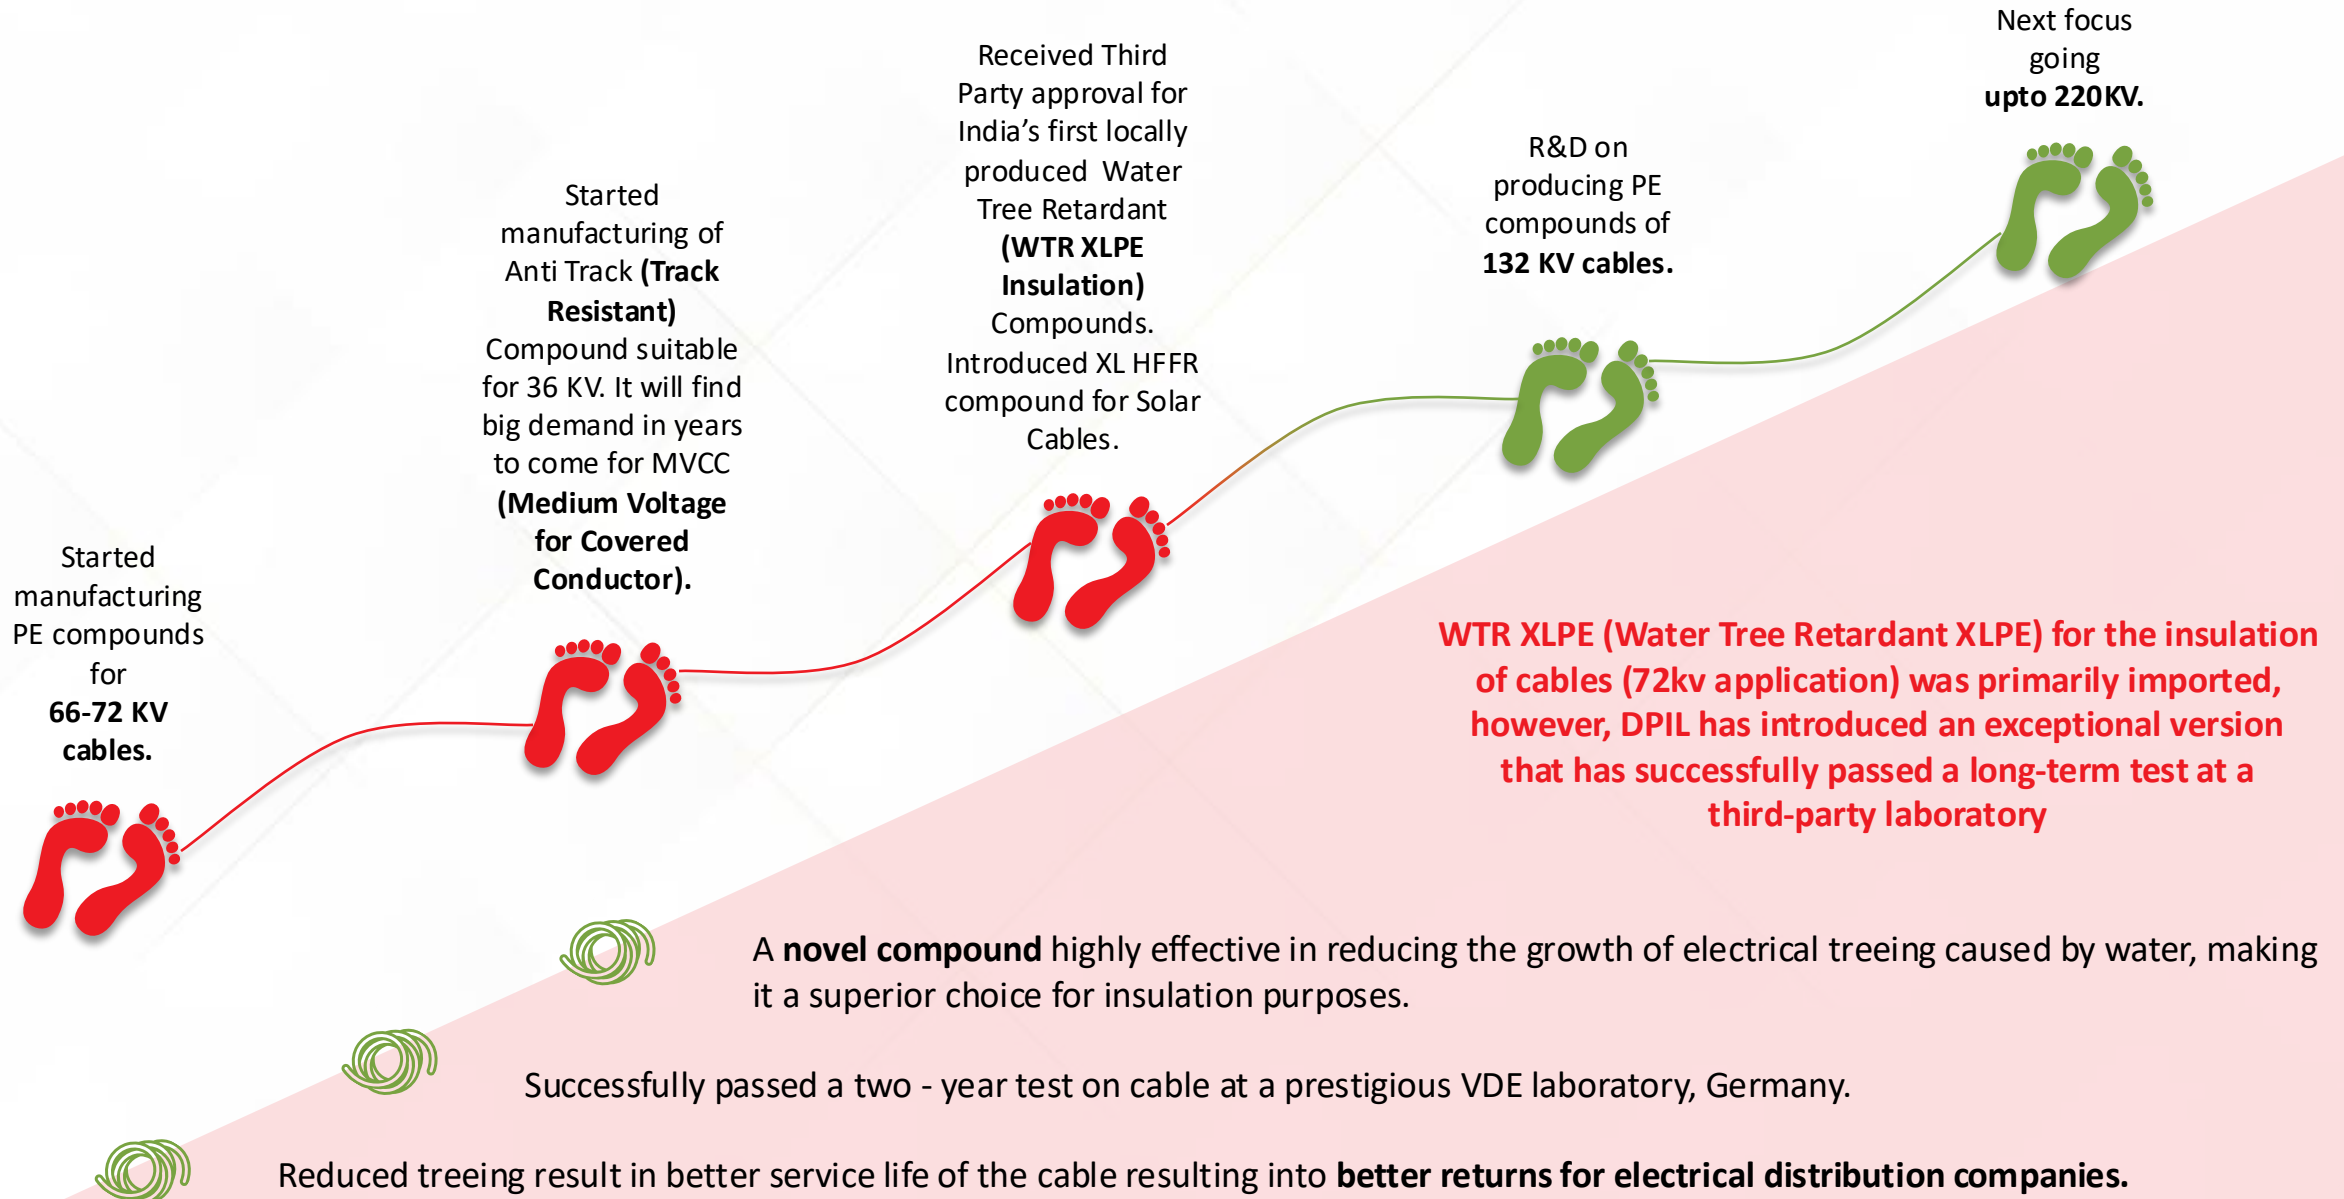 Started
manufacturing
PE compounds
for
66-72 KV
cables.
Started
manufacturing of
Anti Track (Track
Resistant)
Compound suitable
for 36 KV. It will find
big demand in years
to come for MVCC
(Medium Voltage
for Covered
Conductor).
Received Third
Party approval for
India’s first locally
produced Water
Tree Retardant
(WTR XLPE
Insulation)
Compounds.
Introduced XL HFFR
compound for Solar
Cables.
R&D on
producing PE
compounds of
132 KV cables.
Next focus
going
upto 220KV.
WTR XLPE (Water Tree Retardant XLPE) for the insulation
of cables (72kv application) was primarily imported,
however, DPIL has introduced an exceptional version
that has successfully passed a long-term test at a
third-party laboratory
A novel compound highly effective in reducing the growth of electrical treeing caused by water, making
it a superior choice for insulation purposes.
Successfully passed a two - year test on cable at a prestigious VDE laboratory, Germany.
Reduced treeing result in better service life of the cable resulting into better returns for electrical distribution companies.